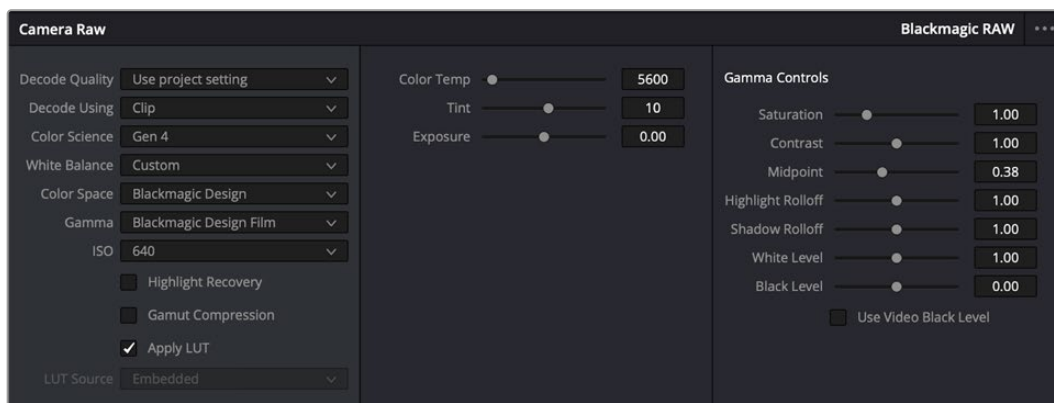 Camera Raw
Blackmagic RAW
Decode Quality Use project setting
Decode Using Clip
Color Science Gen 4
White Balance Custom
Color Space Blackmagic Design
Gamma Blackmagic Design Film
ISO 640
Highlight Recovery
Gamut Compression
Apply LUT
LUT Source Embedded
Color Temp 5600
Tint 10
Exposure 0.00
Gamma Controls
Saturation 1.00
Contrast 1.00
Midpoint 0.38
Highlight Rolloff 1.00
Shadow Rolloff 1.00
White Level 1.00
Black Level 0.00
Use Video Black Level